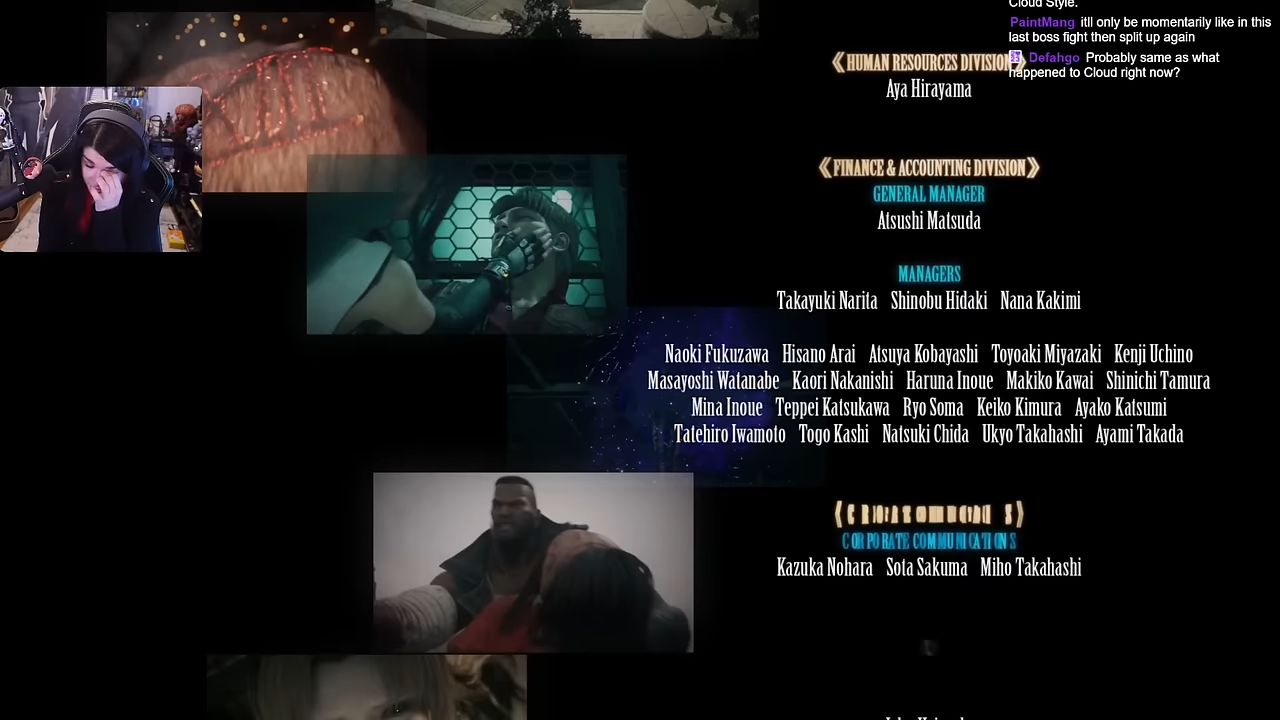 Cloud Style.
PaintMang itll only be momentarily like in this
last boss fight then split up again
Defahgo Probably same as what
happened to Cloud right now?
XIII
《HUMAN RESOURCES DIVISION》
Aya Hirayama
《FINANCE & ACCOUNTING DIVISION》
GENERAL MANAGER
Atsushi Matsuda
MANAGERS
Takayuki Narita Shinobu Hidaki Nana Kakimi
Naoki Fukuzawa Hisano Arai Atsuya Kobayashi Toyoaki Miyazaki Kenji Uchino
Masayoshi Watanabe Kaori Nakanishi Haruna Inoue Makiko Kawai Shinichi Tamura
Mina Inoue Teppei Katsukawa Ryo Soma Keiko Kimura Ayako Katsumi
Tatehiro Iwamoto Togo Kashi Natsuki Chida Ukyo Takahashi Ayami Takada
CORPORATE COMMUNICATIONS
Kazuka Nohara Sota Sakuma Miho Takahashi